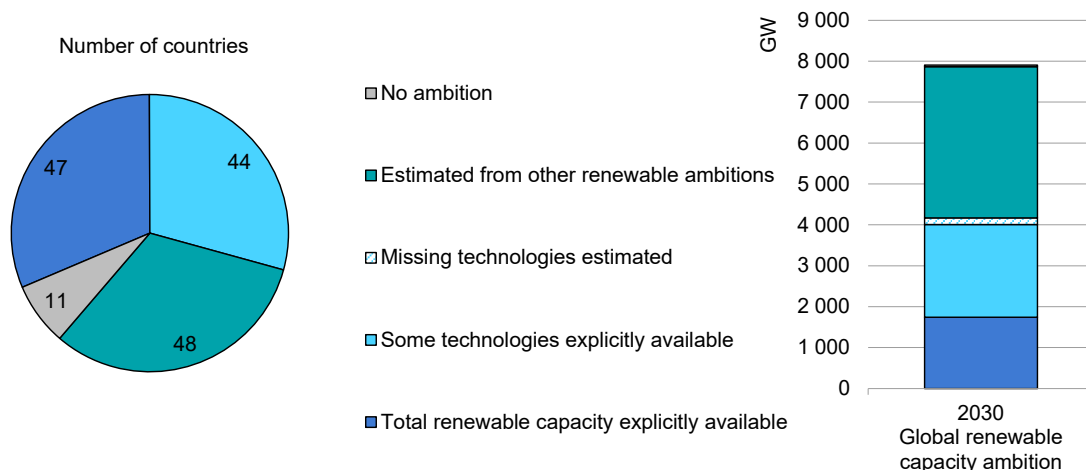 Number of countries
47
44
11
48
No ambition
Estimated from other renewable ambitions
Missing technologies estimated
Some technologies explicitly available
Total renewable capacity explicitly available
GW
9 000
8 000
7 000
6 000
5 000
4 000
3 000
2 000
1 000
0
2030
Global renewable
capacity ambition